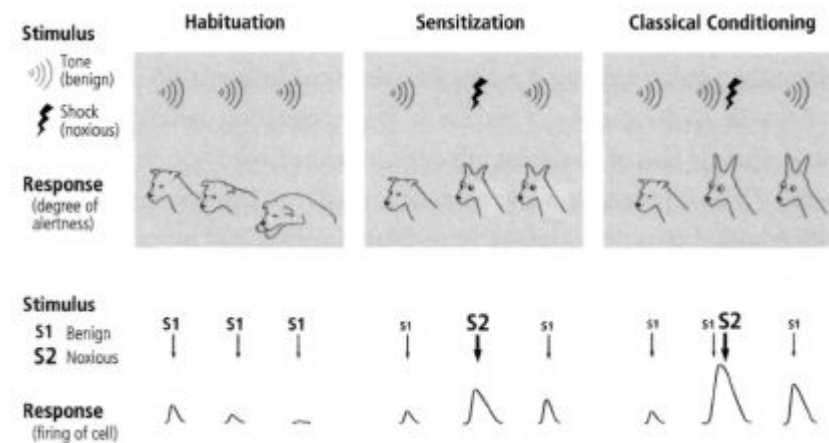 Habituation
Sensitization
Classical Conditioning
Stimulus
Tone
(benign)
Shock
(noxious)
Response
(degree of
alertness)
Stimulus
S1 Benign
S2 Noxious
S1 S1 S1
S1 S2 S1
S1 S1 S2 S1
Response
(firing of cell)